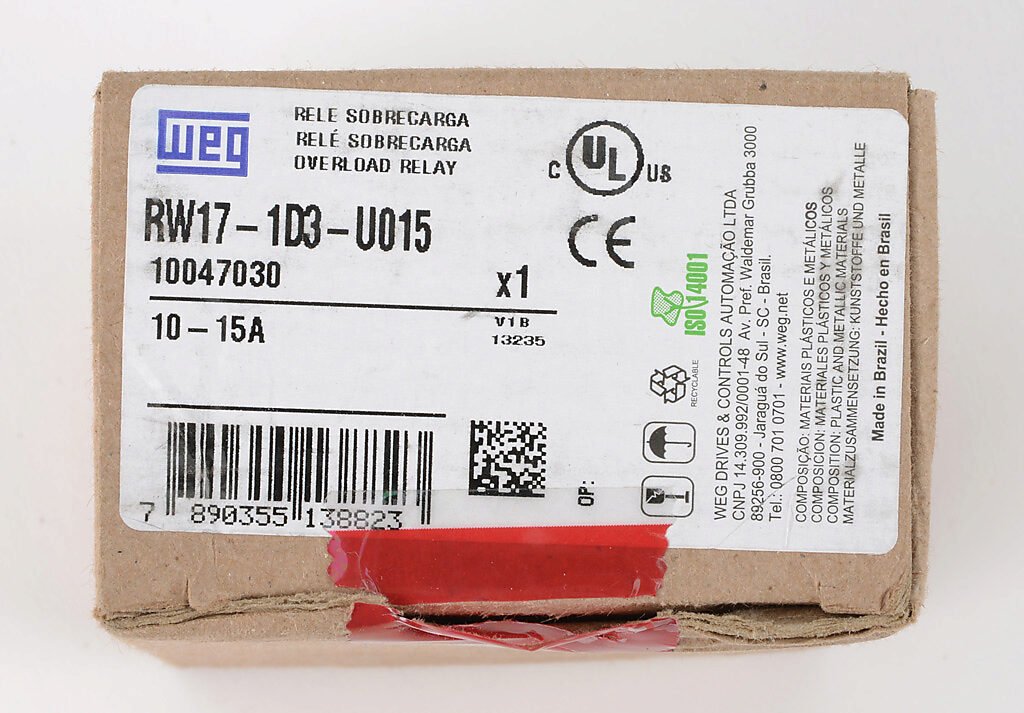 weg
RELE SOBRECARGA
RELÉ SOBRECARGA
OVERLOAD RELAY
RW17-1D3-U015
10047030
x1
10-15A
V1B
13235
7 890355 138823
OP:
C UL US
CE
ISO 14001
RECYCLABLE
WEG DRIVES & CONTROLS AUTOMAÇÃO LTDA
CNPJ 14.309.992/0001-48 Av. Pref. Waldemar Grubba 3000
89256-900 - Jaraguá do Sul - SC - Brasil.
Tel.: 0800 701 0701 - www.weg.net
COMPOSIÇÃO: MATERIAIS PLÁSTICOS E METÁLICOS
COMPOSICION: MATERIALES PLÁSTICOS Y METÁLICOS
COMPOSITION: PLASTIC AND METALLIC MATERIALS
MATERIALZUSAMMENSETZUNG: KUNSTSTOFFE UND METALLE
Made in Brazil - Hecho en Brasil